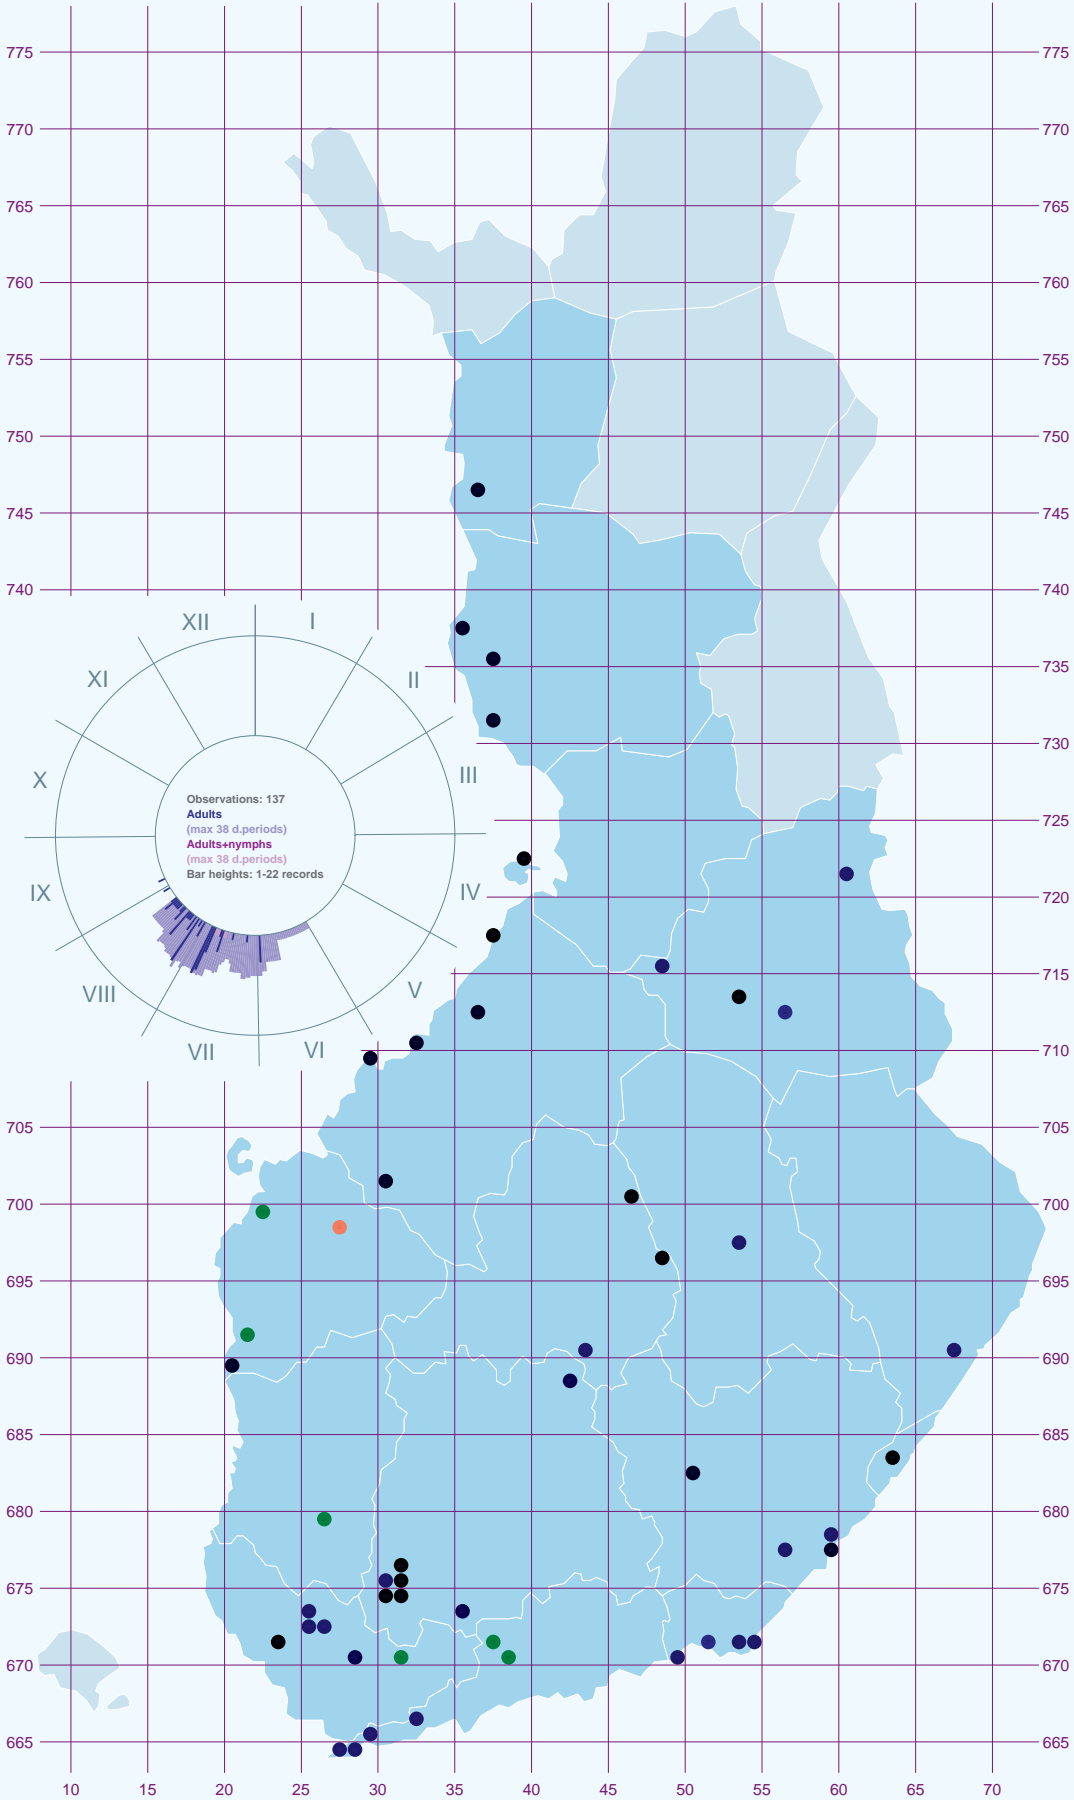 775 775
770 770
765 765
760 760
755 755
750 750
745 745
740 740
XII I
XI II
735
730
X III
Observations: 137
Adults
(max 38 d.periods)
Adults+nymphs
(max 38 d.periods)
Bar heights: 1-22 records
725
IX IV
720
VIII V
715
VII VI
710
705 705
700 700
695 695
690 690
685 685
680 680
675 675
670 670
665 665
10 15 20 25 30 35 40 45 50 55 60 65 70